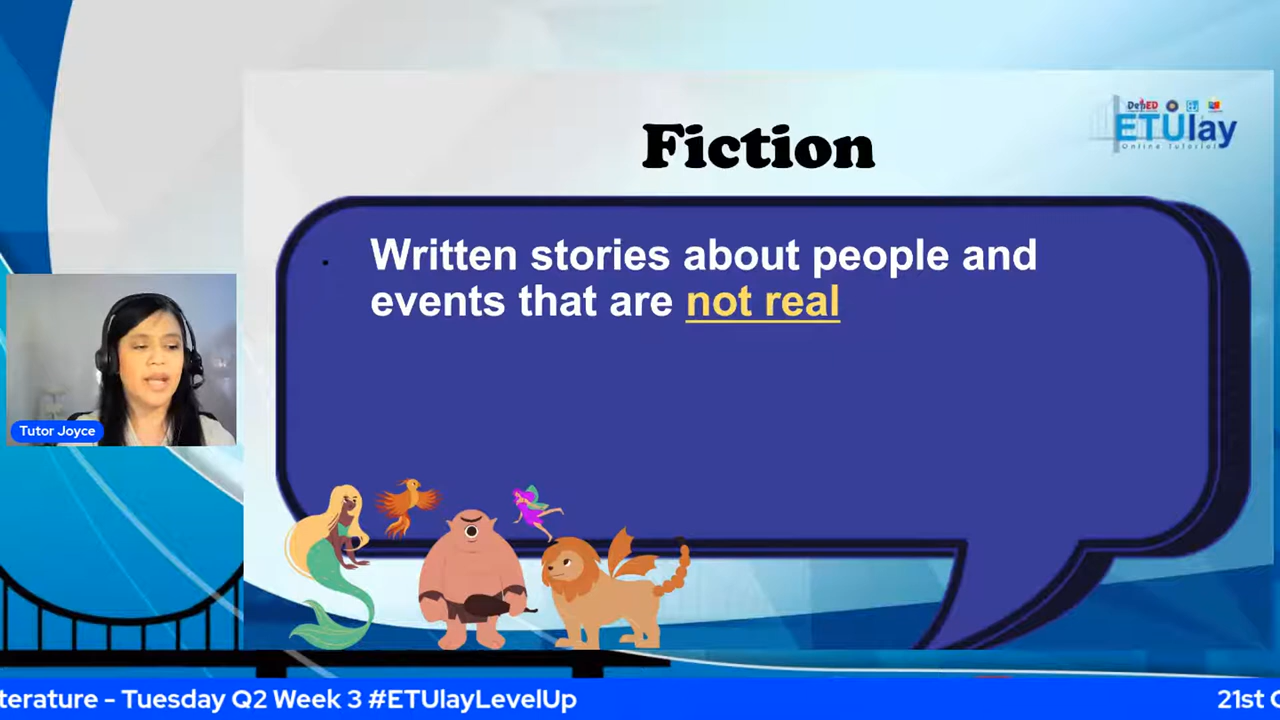 Fiction
DepED
ETUlay
Online Tutorial
. Written stories about people and
events that are not real
Tutor Joyce
terature - Tuesday Q2 Week 3 #ETUlayLevelUp
21st C